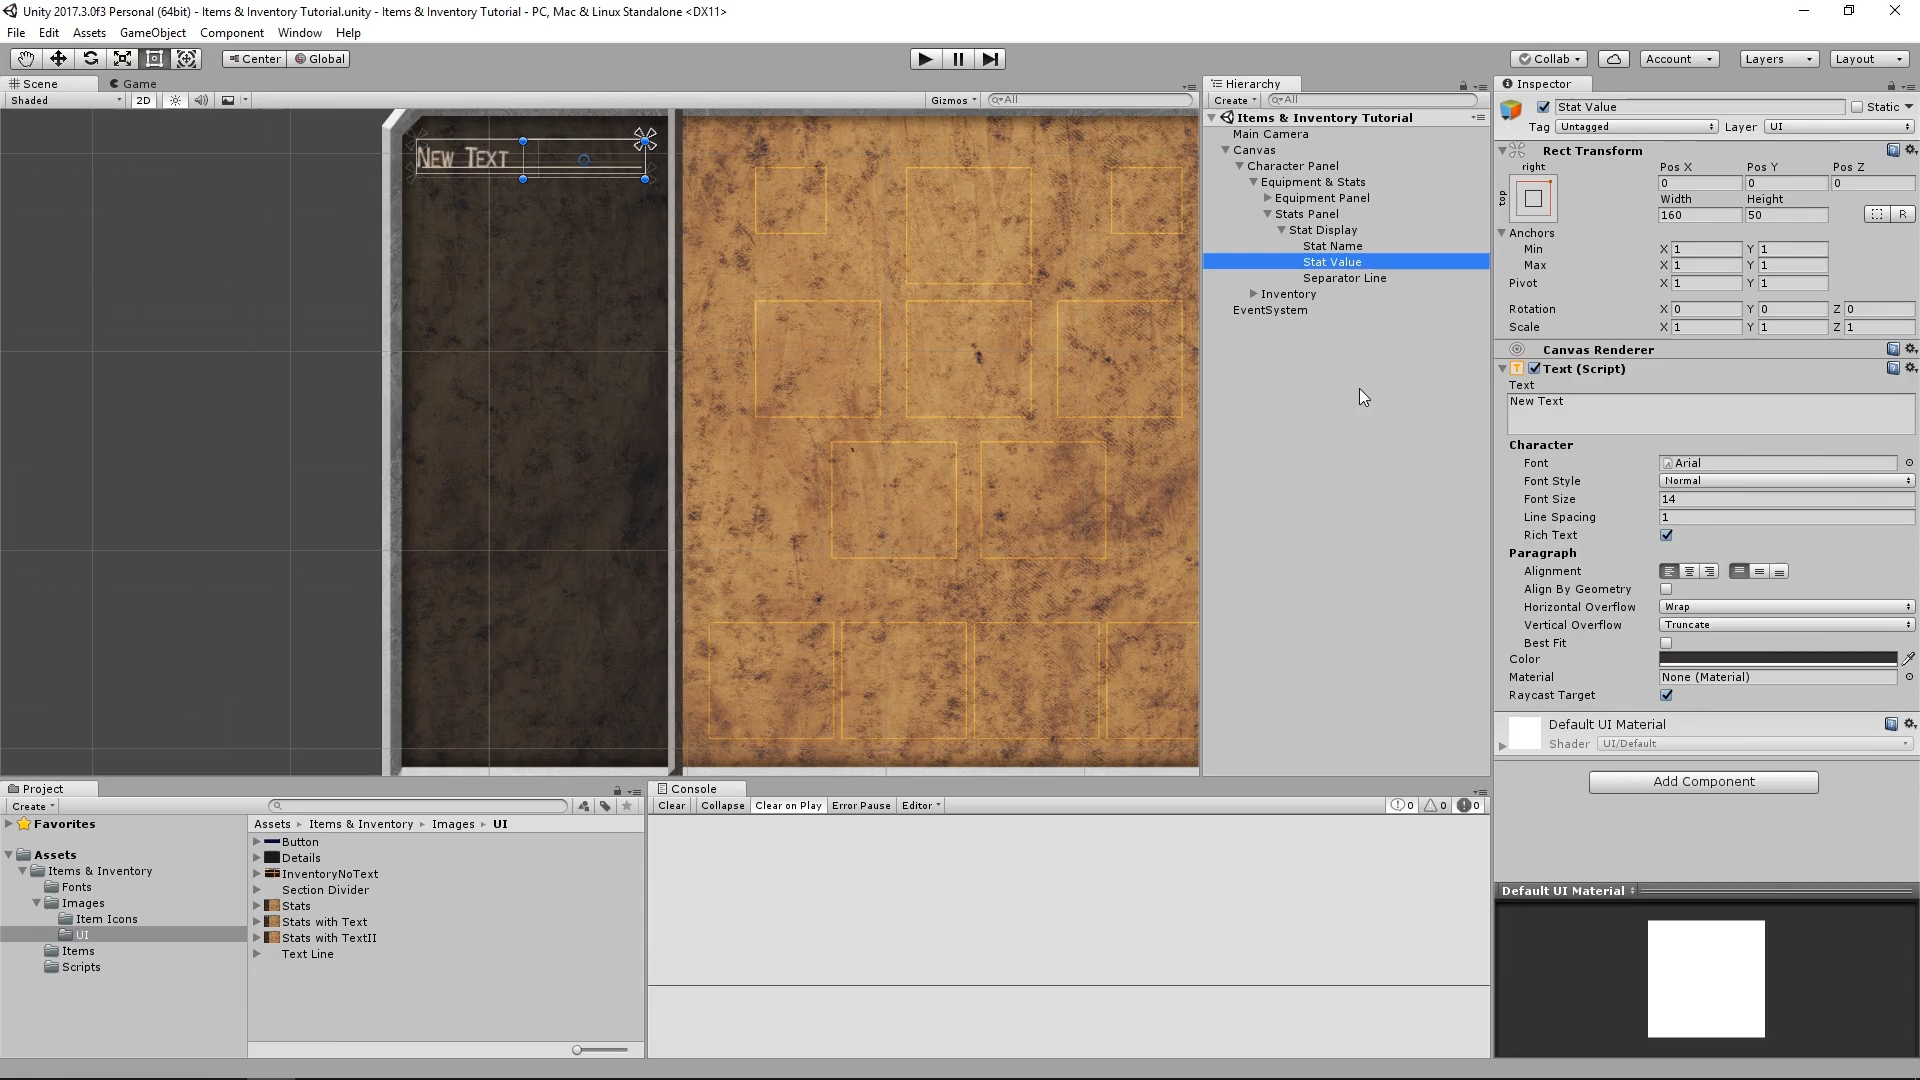 Unity 2017.3.0f3 Personal (64bit) - Items & Inventory Tutorial.unity - Items & Inventory Tutorial - PC, Mac & Linux Standalone <DX11>
File Edit Assets GameObject Component Window Help
Center Global
Collab Account Layers Layout
Scene Game
Shaded 2D Gizmos All
NEW TEXT
Hierarchy
Create All
Items & Inventory Tutorial
Main Camera
Canvas
Character Panel
Equipment & Stats
Equipment Panel
Stats Panel
Stat Display
Stat Name
Stat Value
Separator Line
Inventory
EventSystem
Inspector
Stat Value Static
Tag Untagged Layer UI
Rect Transform
right Pos X Pos Y Pos Z
top 0 0 0
Width Height
160 50 R
Anchors
Min X 1 Y 1
Max X 1 Y 1
Pivot X 1 Y 1
Rotation X 0 Y 0 Z 0
Scale X 1 Y 1 Z 1
Canvas Renderer
Text (Script)
Text
New Text
Character
Font Arial
Font Style Normal
Font Size 14
Line Spacing 1
Rich Text
Paragraph
Alignment
Align By Geometry
Horizontal Overflow Wrap
Vertical Overflow Truncate
Best Fit
Color
Material None (Material)
Raycast Target
Default UI Material
Shader UI/Default
Add Component
Default UI Material
Project
Create
Favorites
Assets
Items & Inventory
Fonts
Images
Item Icons
UI
Items
Scripts
Assets Items & Inventory Images UI
Button
Details
InventoryNoText
Section Divider
Stats
Stats with Text
Stats with TextII
Text Line
Console
Clear Collapse Clear on Play Error Pause Editor 0 0 0